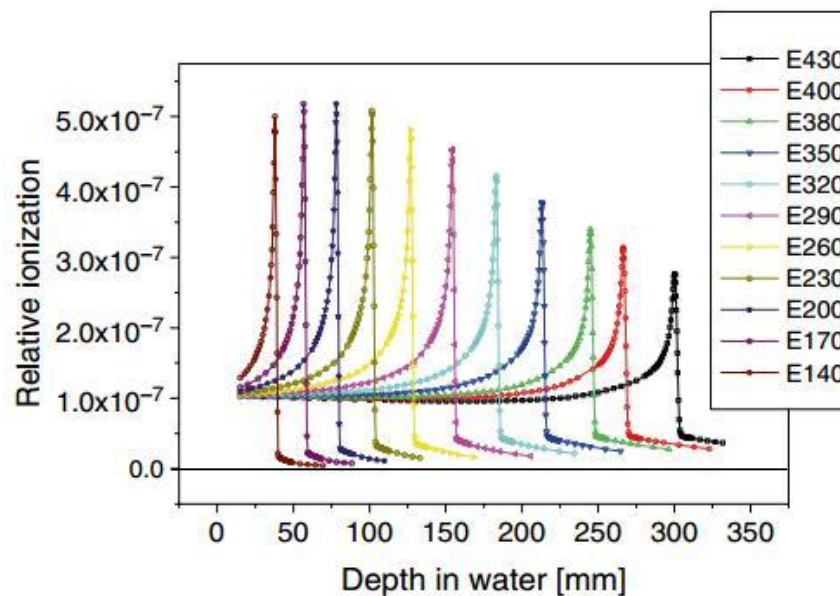 E430
E400
E380
E350
E320
E290
E260
E230
E200
E170
E140
5.0x10-7
4.0x10-7
3.0x10-7
2.0x10-7
1.0x10-7
0.0
Relative ionization
0 50 100 150 200 250 300 350
Depth in water [mm]